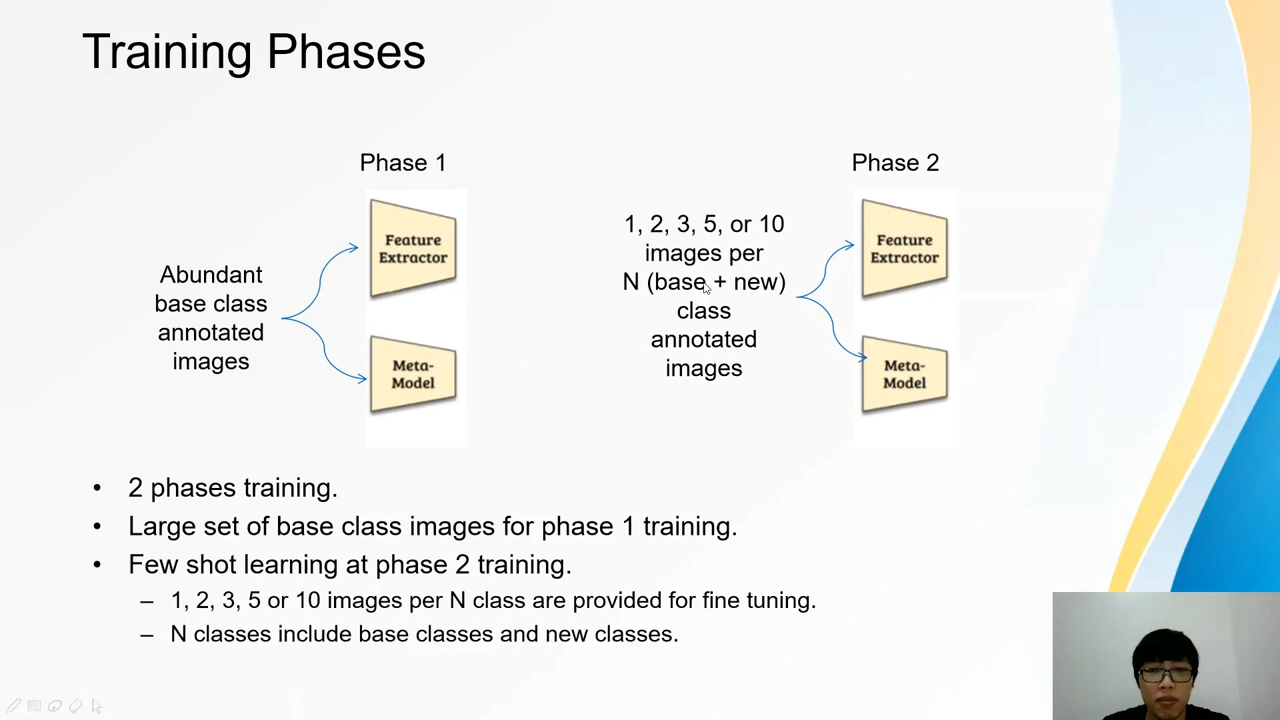 Training Phases
Phase 1
Phase 2
Abundant
base class
annotated
images
Feature
Extractor
Meta-
Model
1, 2, 3, 5, or 10
images per
N (base + new)
class
annotated
images
Feature
Extractor
Meta-
Model
• 2 phases training.
• Large set of base class images for phase 1 training.
• Few shot learning at phase 2 training.
– 1, 2, 3, 5 or 10 images per N class are provided for fine tuning.
– N classes include base classes and new classes.